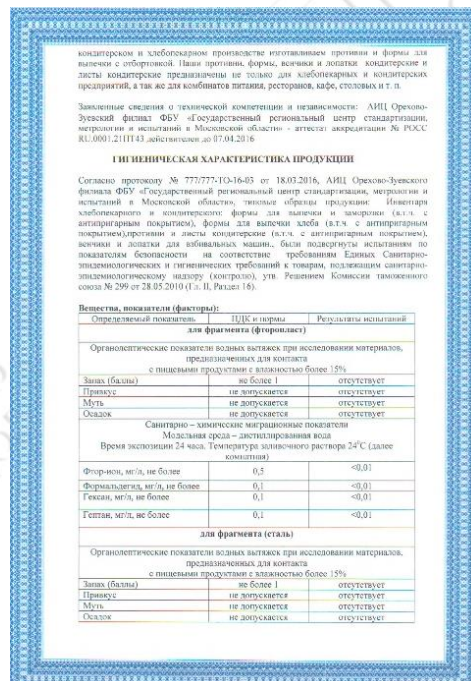 кондитерском и хлебопекарном производстве изготавливаем противни и формы для
выпечки с отбортовкой. Наши противни, формы, венчики и лопатки кондитерские и
листы кондитерские предназначены не только для хлебопекарных и кондитерских
предприятий, а так же для комбинатов питания, ресторанов, кафе, столовых и т. п.
Заявленные сведения о технической компетенции и независимости: АИЦ Орехово-
Зуевский филиал ФБУ «Государственный региональный центр стандартизации,
метрологии и испытаний в Московской области» - аттестат аккредитации № РОСС
RU.0001.21ПТ43 действителен до 07.04.2016
ГИГИЕНИЧЕСКАЯ ХАРАКТЕРИСТИКА ПРОДУКЦИИ
Согласно протоколу № 777/777-ТО-16-03 от 18.03.2016, АИЦ Орехово-Зуевского
филиала ФБУ «Государственный региональный центр стандартизации, метрологии и
испытаний в Московской области», типовые образцы продукции: Инвентаря
хлебопекарного и кондитерского: формы для выпечки и заморозки (в.т.ч. с
антипригарным покрытием), формы для выпечки хлеба (в.т.ч. с антипригарным
покрытием),противни и листы кондитерские (в.т.ч. с антипригарным покрытием),
венчики и лопатки для взбивальных машин., были подвергнуты испытаниям по
показателям безопасности на соответствие требованиям Единых Санитарно-
эпидемиологических и гигиенических требований к товарам, подлежащим санитарно-
эпидемиологическому надзору (контролю), утв. Решением Комиссии таможенного
союза № 299 от 28.05.2010 (Гл. II, Раздел 16).
Вещества, показатели (факторы):
Определяемый показатель ПДК и нормы Результаты испытаний
для фрагмента (фторопласт)
Органолептические показатели водных вытяжек при исследовании материалов,
предназначенных для контакта
с пищевыми продуктами с влажностью более 15%
Запах (баллы) не более 1 отсутствует
Привкус не допускается отсутствует
Муть не допускается отсутствует
Осадок не допускается отсутствует
Санитарно – химические миграционные показатели
Модельная среда – дистиллированная вода
Время экспозиции 24 часа. Температура заливочного раствора 24°С (далее
комнатная)
Фтор-ион, мг/л, не более 0,5 <0,01
Формальдегид, мг/л, не более 0,1 <0,01
Гексан, мг/л, не более 0,1 <0,01
Гептан, мг/л, не более 0,1 <0,01
для фрагмента (сталь)
Органолептические показатели водных вытяжек при исследовании материалов,
предназначенных для контакта
с пищевыми продуктами с влажностью более 15%
Запах (баллы) не более 1 отсутствует
Привкус не допускается отсутствует
Муть не допускается отсутствует
Осадок не допускается отсутствует